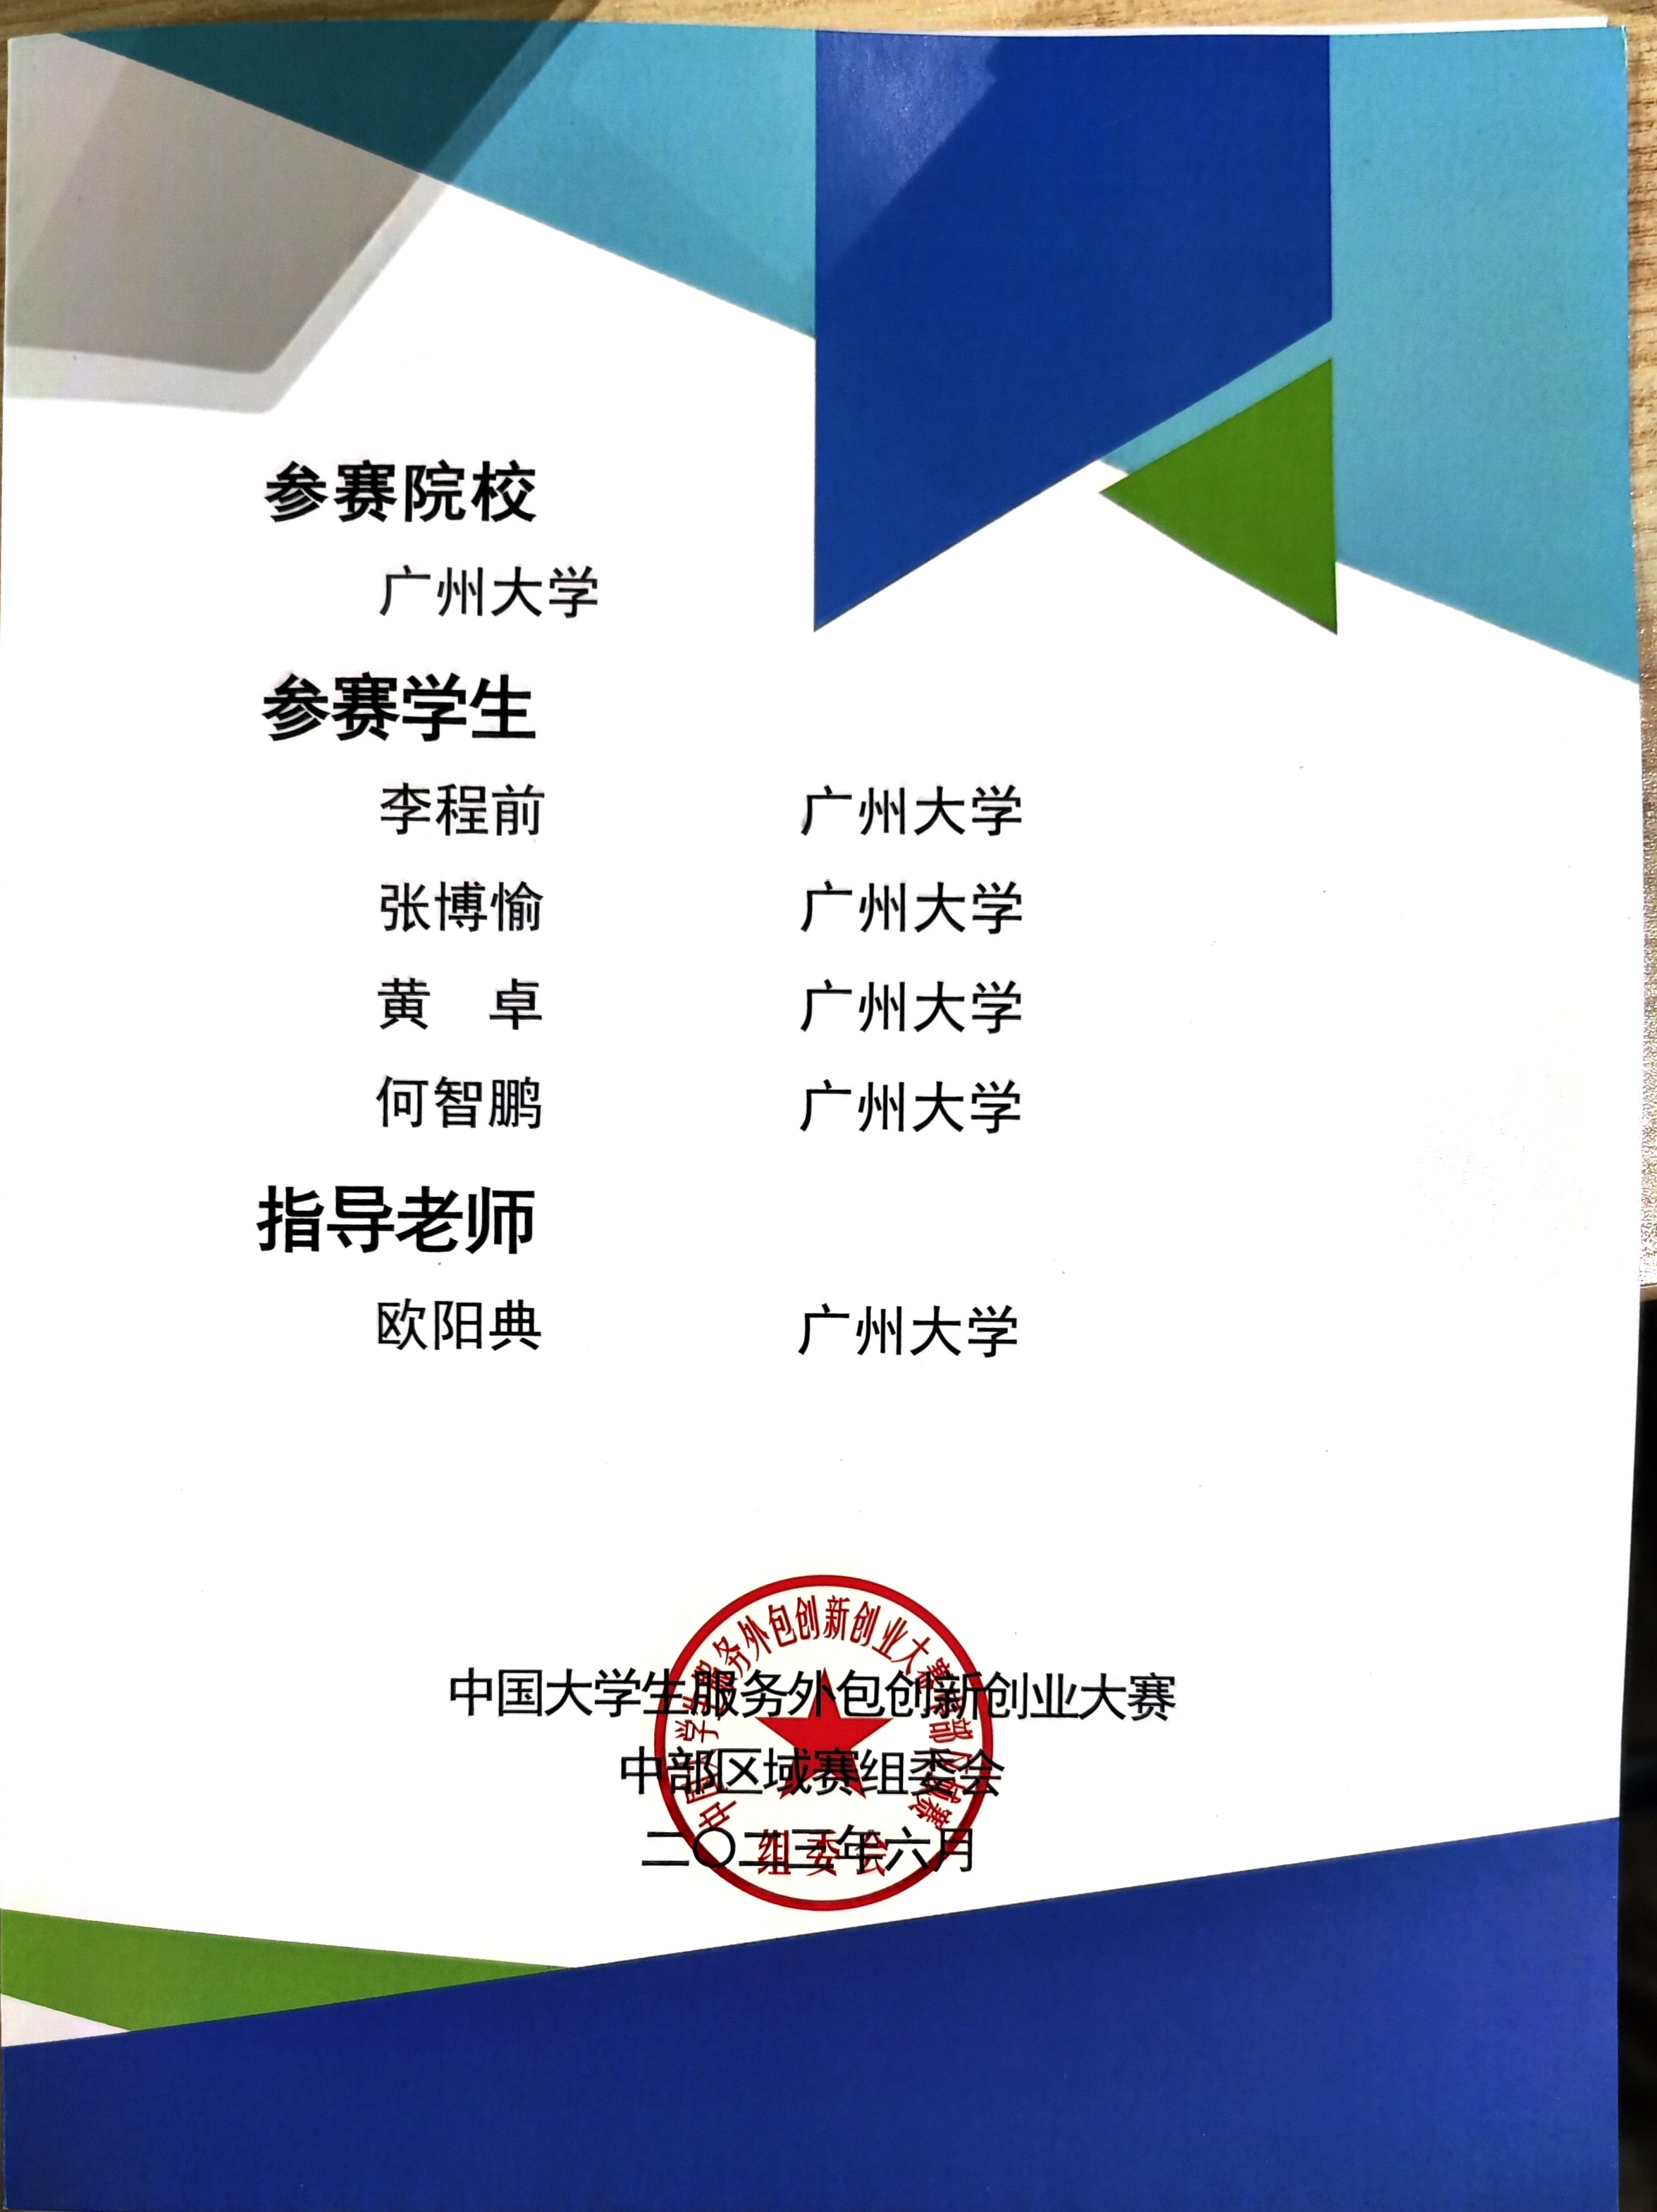 参赛院校
广州大学
参赛学生
李程前 广州大学
张博愉 广州大学
黄 卓 广州大学
何智鹏 广州大学
指导老师
欧阳典 广州大学
中国大学生服务外包创新创业大赛
中部区域赛组委会
二〇二三年六月
中国大学生服务外包创新创业大赛中部区域赛
组委会